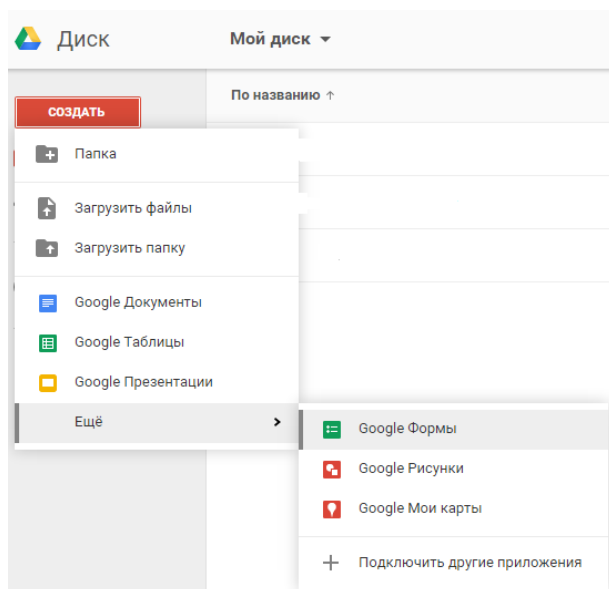 Диск Мой диск
По названию ↑
СОЗДАТЬ
Папка
Загрузить файлы
Загрузить папку
Google Документы
Google Таблицы
Google Презентации
Ещё
Google Формы
Google Рисунки
Google Мои карты
Подключить другие приложения